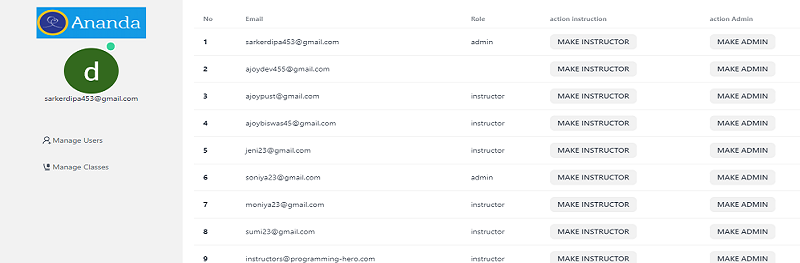 Ananda
d
sarkerdipa453@gmail.com
Manage Users
Manage Classes
No Email Role action instruction action Admin
1 sarkerdipa453@gmail.com admin MAKE INSTRUCTOR MAKE ADMIN
2 ajoydev455@gmail.com MAKE INSTRUCTOR MAKE ADMIN
3 ajoypust@gmail.com instructor MAKE INSTRUCTOR MAKE ADMIN
4 ajoybiswas45@gmail.com instructor MAKE INSTRUCTOR MAKE ADMIN
5 jeni23@gmail.com instructor MAKE INSTRUCTOR MAKE ADMIN
6 soniya23@gmail.com admin MAKE INSTRUCTOR MAKE ADMIN
7 moniya23@gmail.com instructor MAKE INSTRUCTOR MAKE ADMIN
8 sumi23@gmail.com instructor MAKE INSTRUCTOR MAKE ADMIN
9 instructors@programming-hero.com instructor MAKE INSTRUCTOR MAKE ADMIN